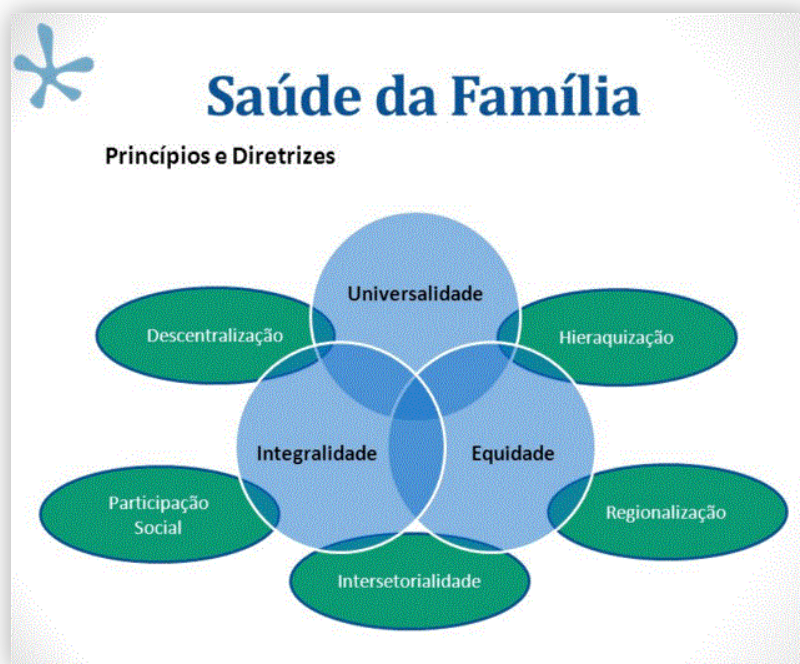 Saúde da Família
Princípios e Diretrizes
Universalidade
Descentralização
Hieraquização
Integralidade
Equidade
Participação
Social
Regionalização
Intersetorialidade